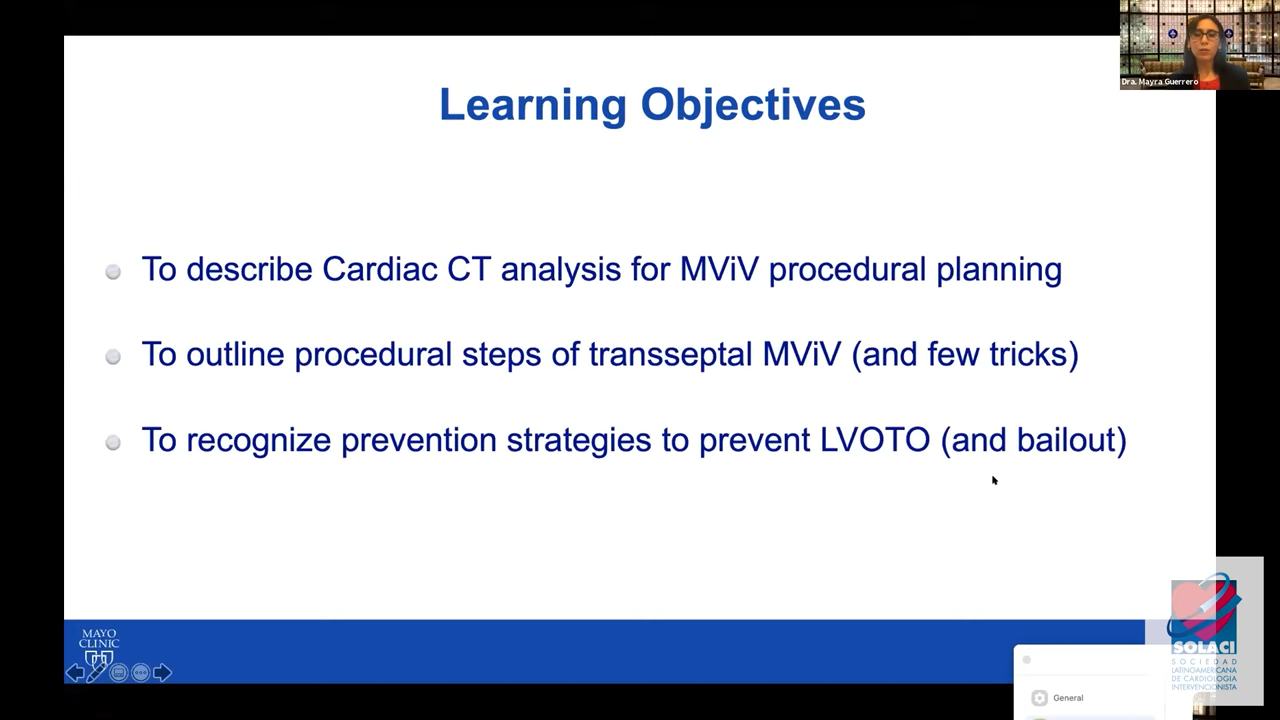 Dra. Mayra Guerrero
Learning Objectives
To describe Cardiac CT analysis for MViV procedural planning
To outline procedural steps of transseptal MViV (and few tricks)
To recognize prevention strategies to prevent LVOTO (and bailout)
MAYO
CLINIC
General
SOLACI
SOCIEDAD
LATINOAMERICANA
DE CARDIOLOGIA
INTERVENCIONISTA